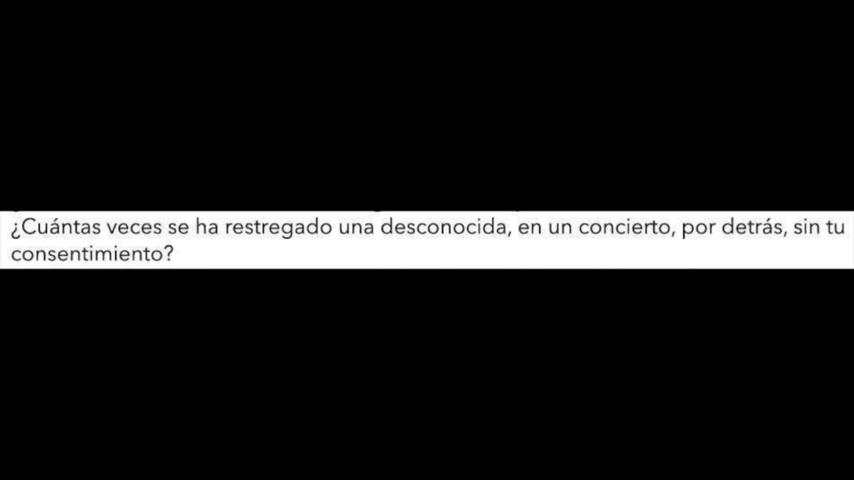 ¿Cuántas veces se ha restregado una desconocida, en un concierto, por detrás, sin tu
consentimiento?